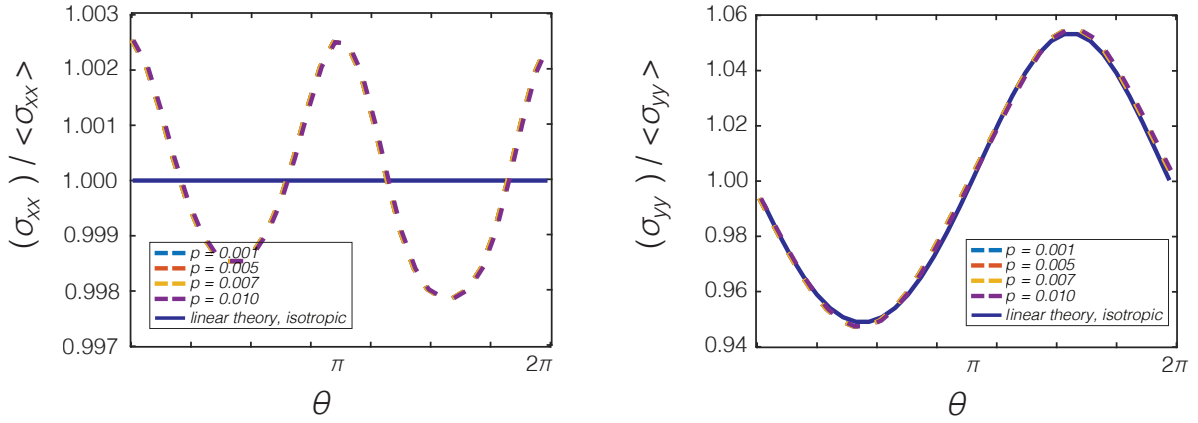 (σxx) / <σxx>
1.003
1.002
1.001
1.000
0.999
0.998
0.997
p = 0.001
p = 0.005
p = 0.007
p = 0.010
linear theory, isotropic
π 2π
θ
(σyy) / <σyy>
1.06
1.04
1.02
1.00
0.98
0.96
0.94
p = 0.001
p = 0.005
p = 0.007
p = 0.010
linear theory, isotropic
π 2π
θ